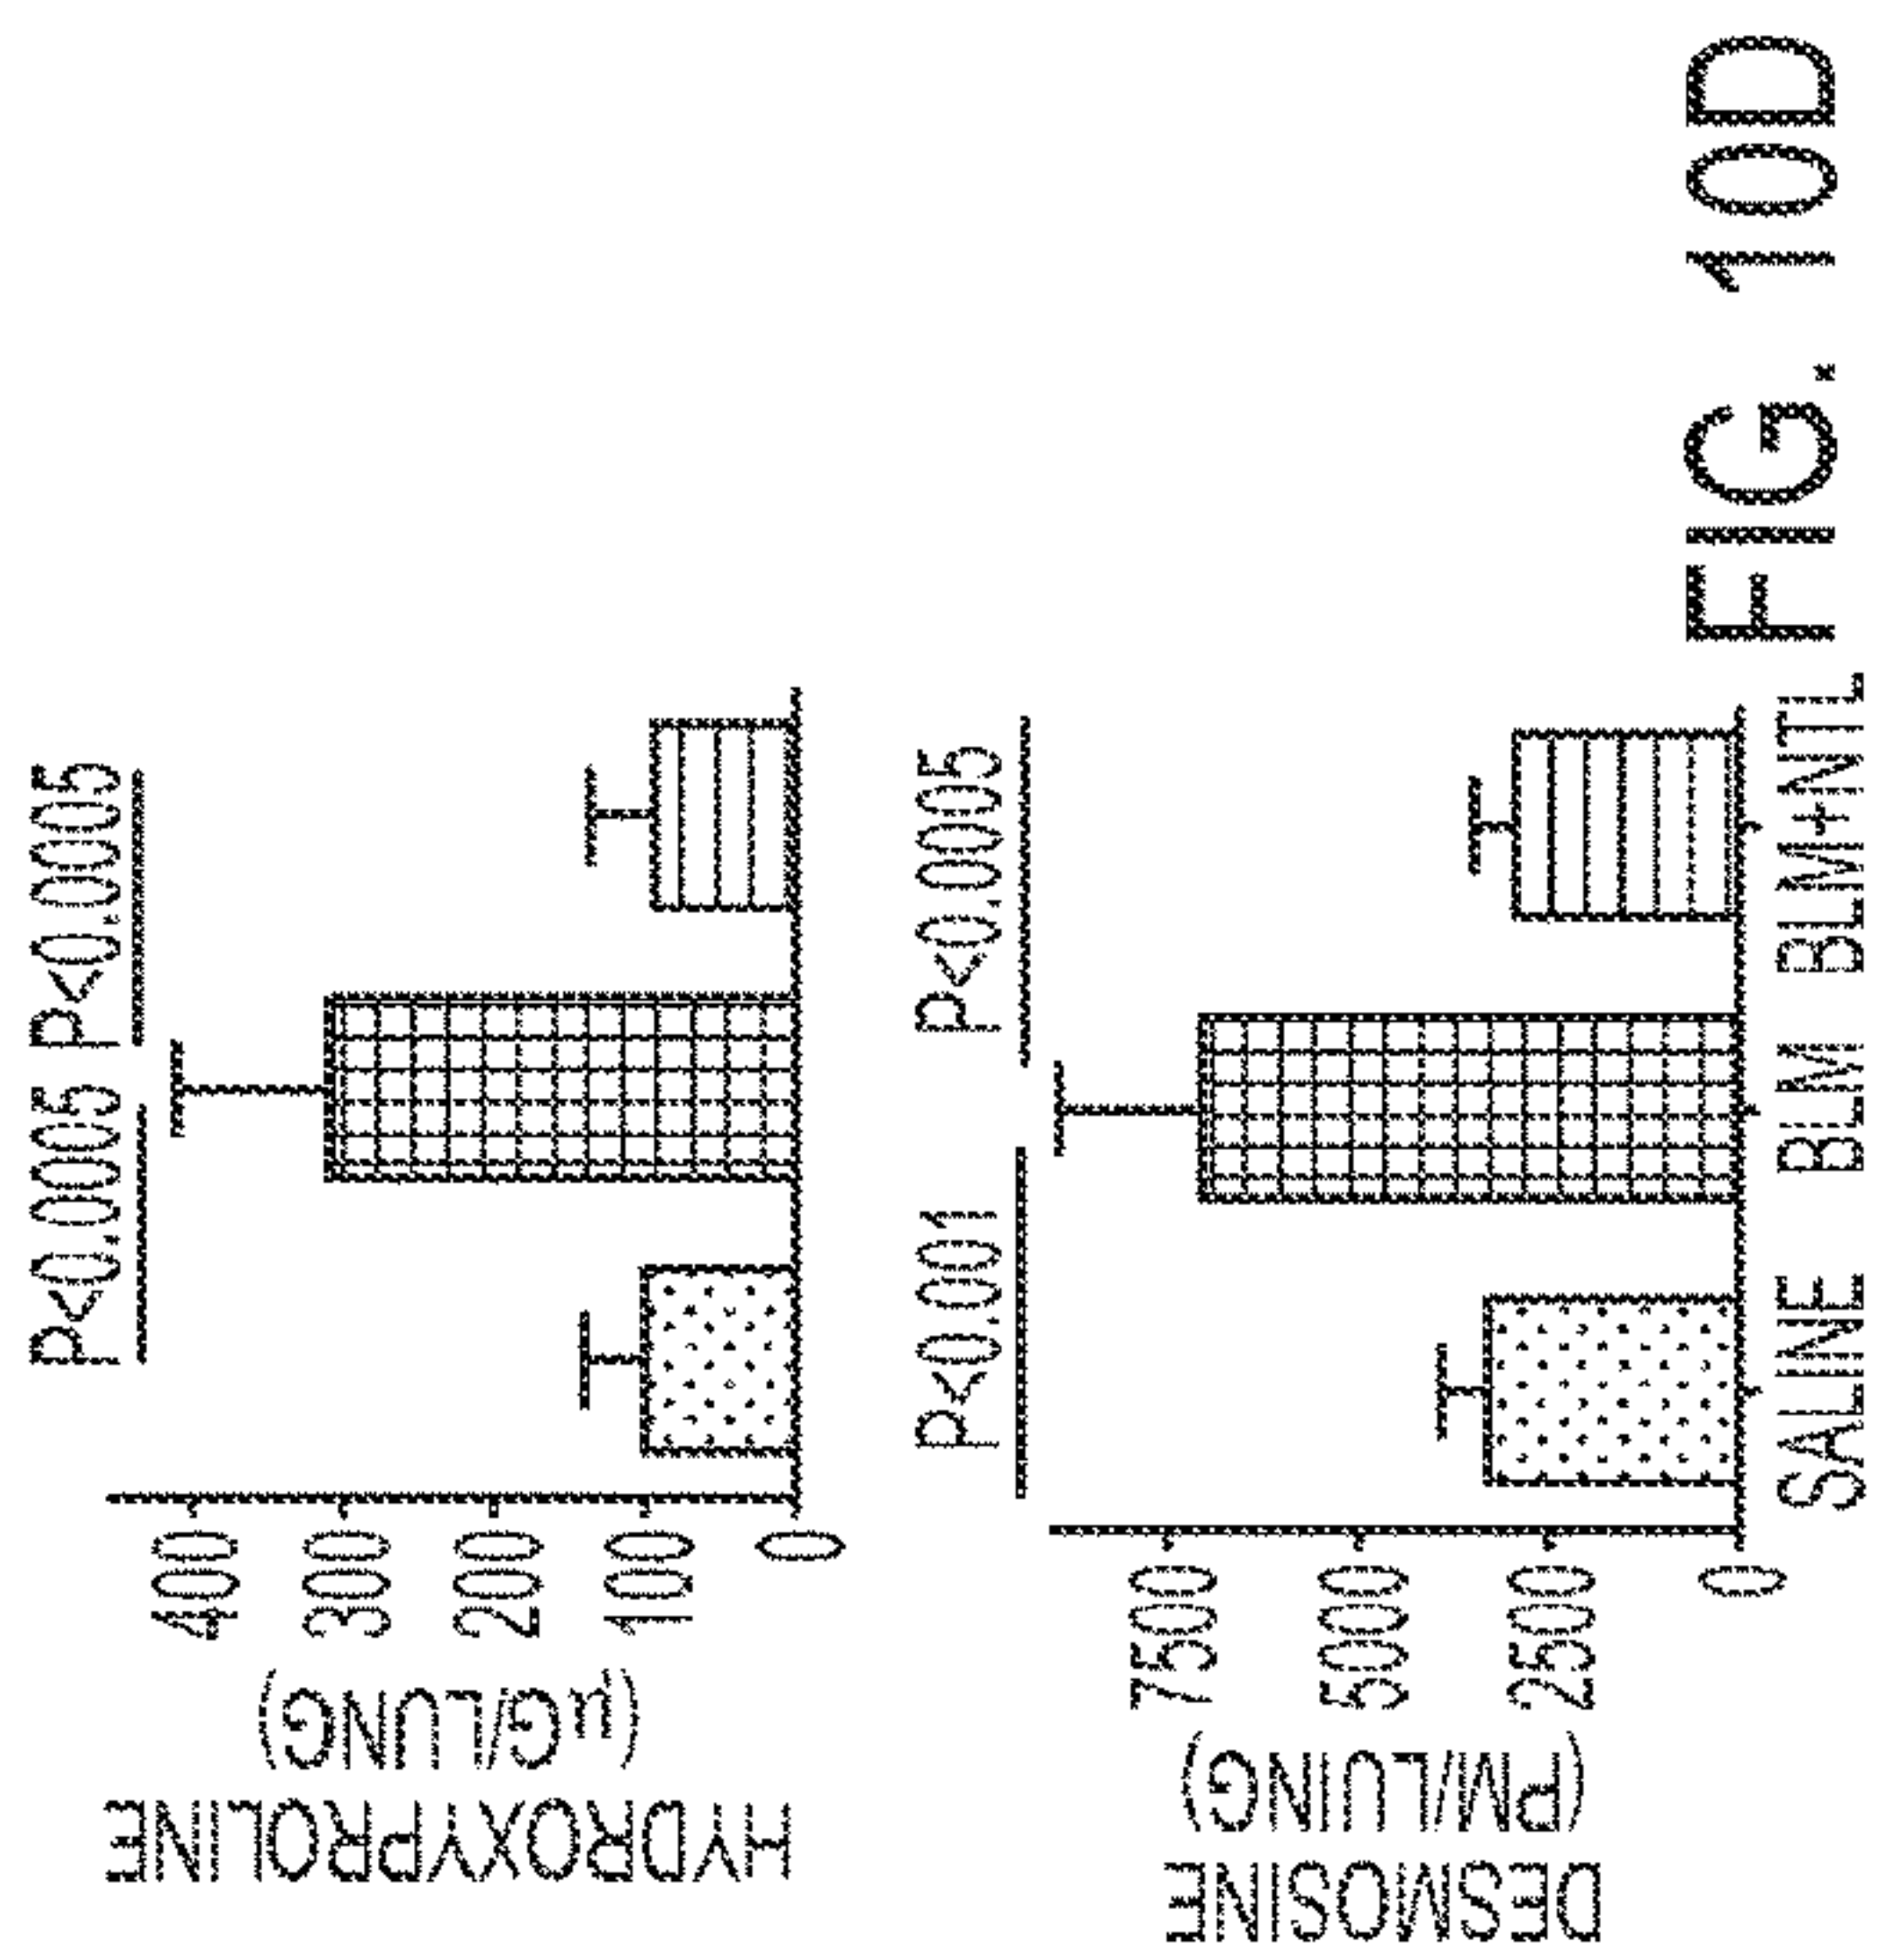 P<0.0005 P<0.0005
HYDROXYPROLINE
(µG/LUNG)
400
300
200
100
0
P<0.001 P<0.0005
DESMOSINE
(PM/LUNG)
7500
5000
2500
0
SALINE BLM BLM+NTL
FIG. 10D